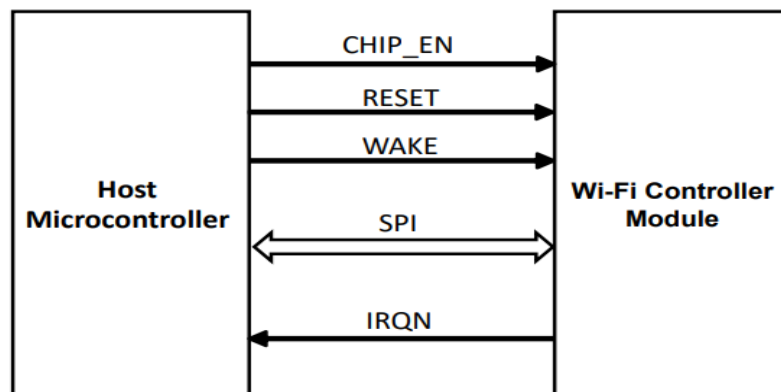 CHIP_EN
RESET
WAKE
Host
Microcontroller
Wi-Fi Controller
Module
SPI
IRQN